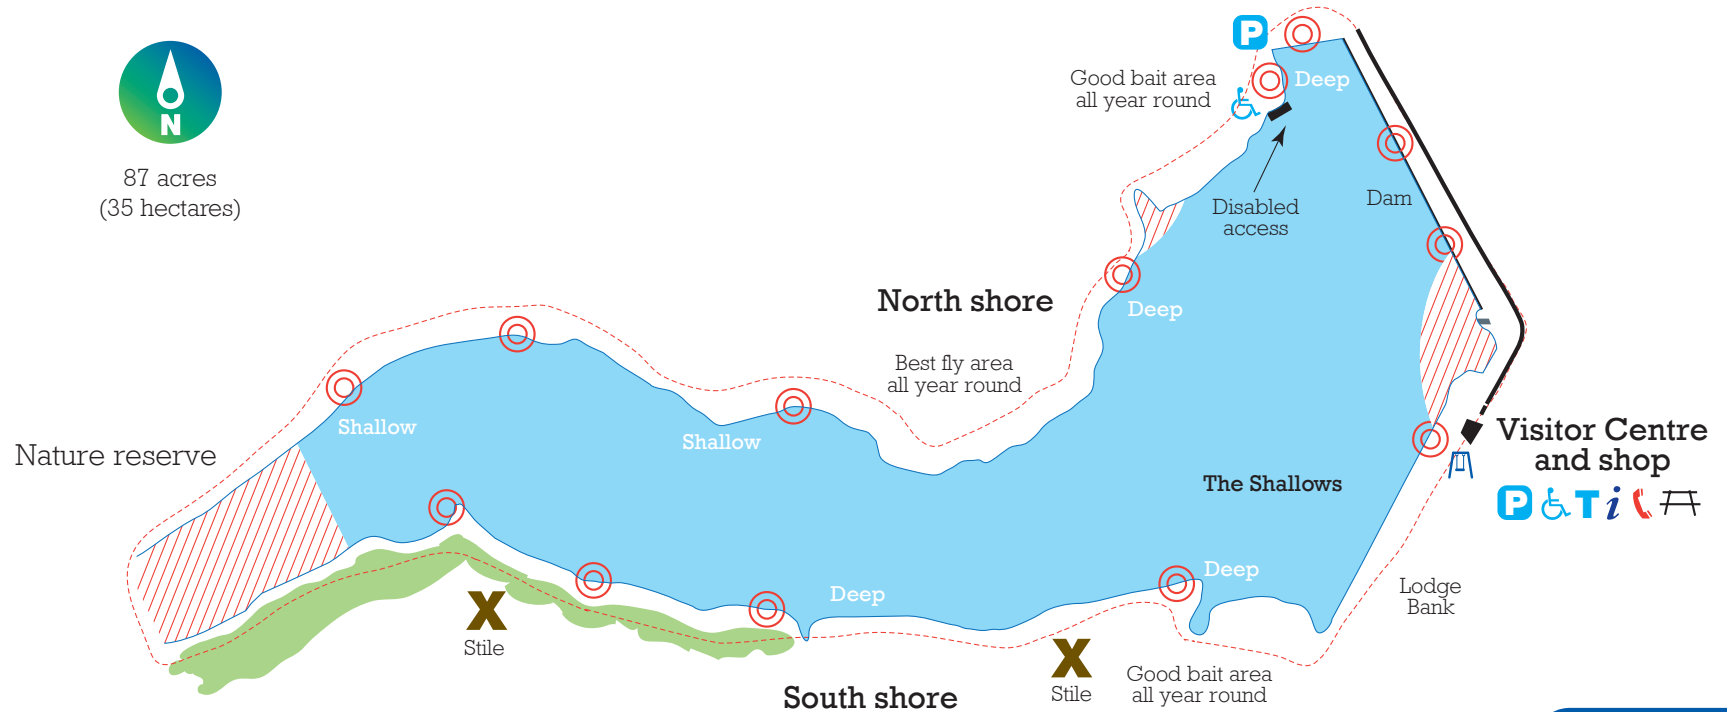 N
87 acres
(35 hectares)
P
Good bait area
all year round
Deep
Disabled
access
Dam
North shore
Deep
Best fly area
all year round
Shallow
Shallow
Nature reserve
Visitor Centre
and shop
P T i
The Shallows
Deep
Deep
Lodge
Bank
X
Stile
X
Stile
Good bait area
all year round
South shore